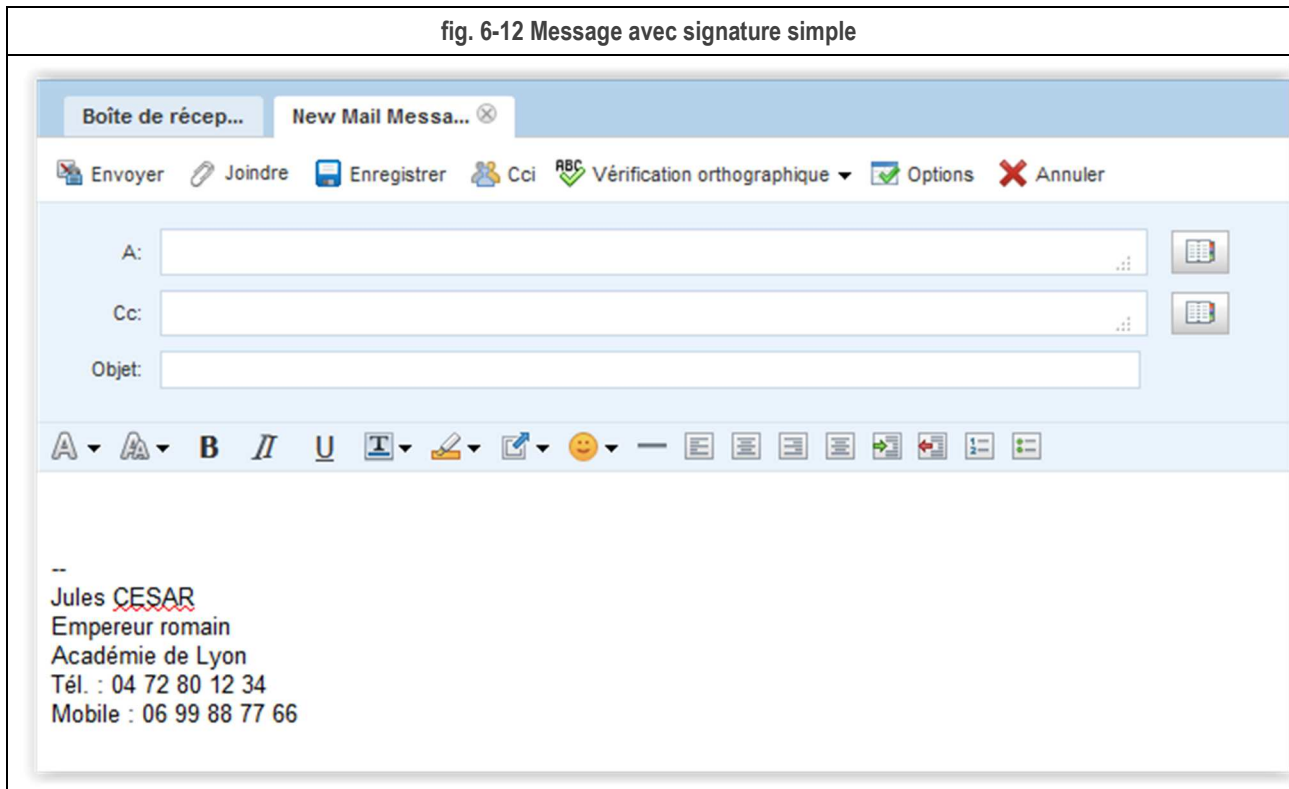 fig. 6-12 Message avec signature simple
Boîte de récep... New Mail Messa...
Envoyer Joindre Enregistrer Cci ABC Vérification orthographique Options Annuler
A:
Cc:
Objet:
A A B I U T
--
Jules CESAR
Empereur romain
Académie de Lyon
Tél. : 04 72 80 12 34
Mobile : 06 99 88 77 66